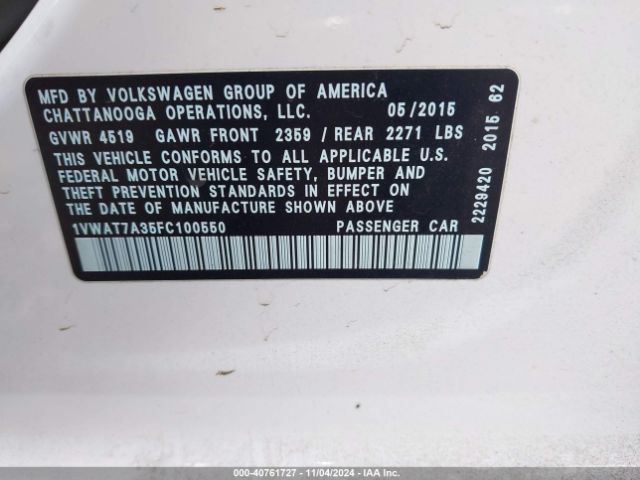 MFD BY VOLKSWAGEN GROUP OF AMERICA
CHATTANOOGA OPERATIONS, LLC. 05/2015
GVWR 4519 GAWR FRONT 2359 / REAR 2271 LBS
THIS VEHICLE CONFORMS TO ALL APPLICABLE U.S.
FEDERAL MOTOR VEHICLE SAFETY, BUMPER AND
THEFT PREVENTION STANDARDS IN EFFECT ON
THE DATE OF MANUFACTURE SHOWN ABOVE
1VWAT7A35FC100550 PASSENGER CAR
2229420 2015 62
000-40761727 - 11/04/2024 - IAA Inc.